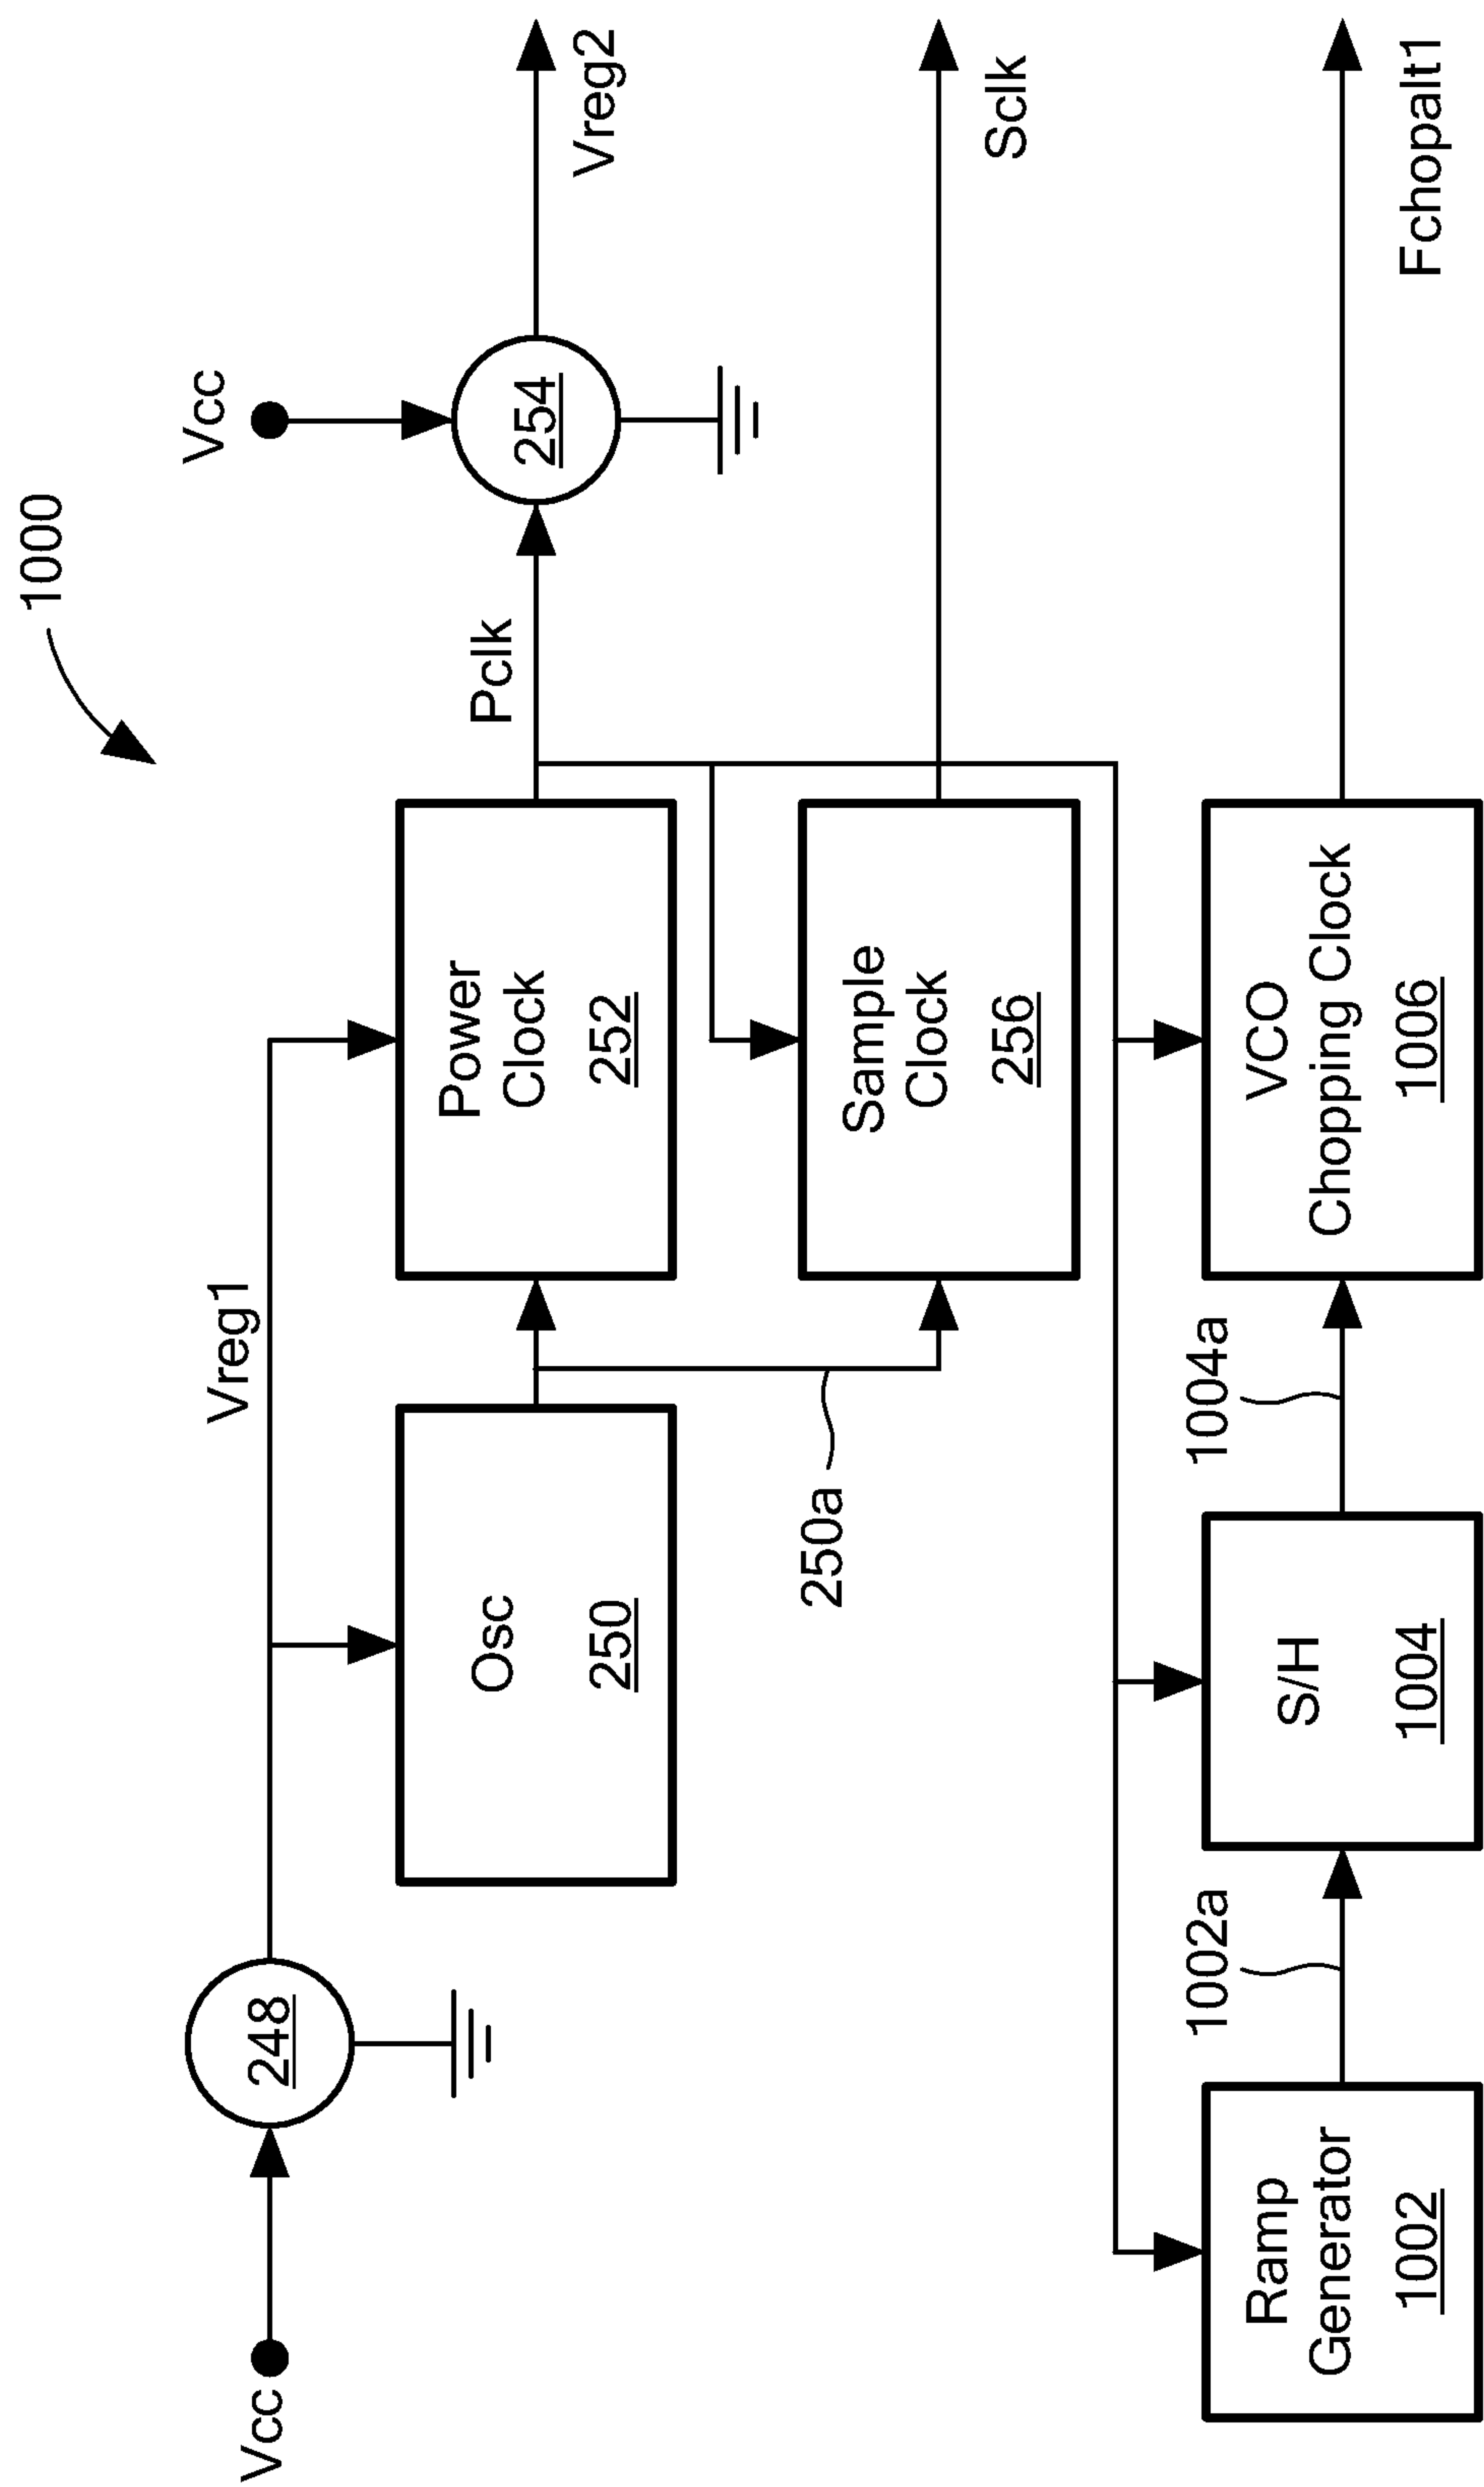 1000
Vcc
Vreg1
Vcc
248
Osc
250
Power
Clock
252
Pclk
254
Vreg2
250a
Sample
Clock
256
Sclk
Ramp
Generator
1002
1002a
S/H
1004
1004a
VCO
Chopping Clock
1006
Fchopalt1